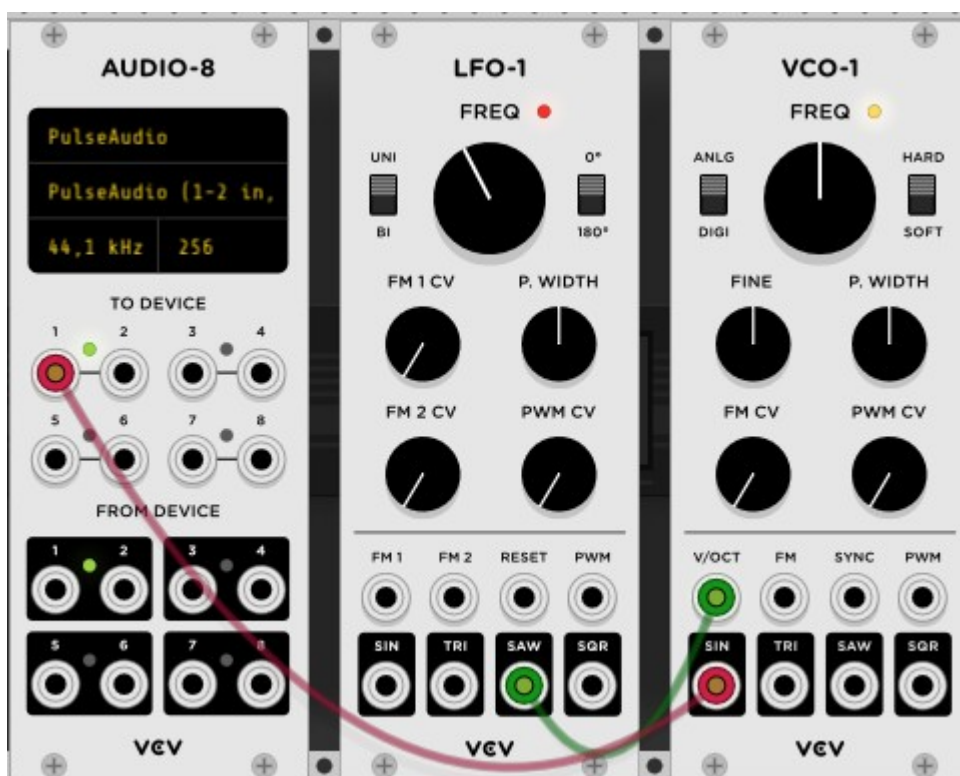 AUDIO-8
PulseAudio
PulseAudio (1-2 in,
44,1 kHz 256
TO DEVICE
1 2 3 4
5 6 7 8
FROM DEVICE
1 2 3 4
5 6 7 8
VCV
LFO-1
FREQ
UNI 0°
BI 180°
FM 1 CV P. WIDTH
FM 2 CV PWM CV
FM 1 FM 2 RESET PWM
SIN TRI SAW SQR
VCV
VCO-1
FREQ
ANLG HARD
DIGI SOFT
FINE P. WIDTH
FM CV PWM CV
V/OCT FM SYNC PWM
SIN TRI SAW SQR
VCV